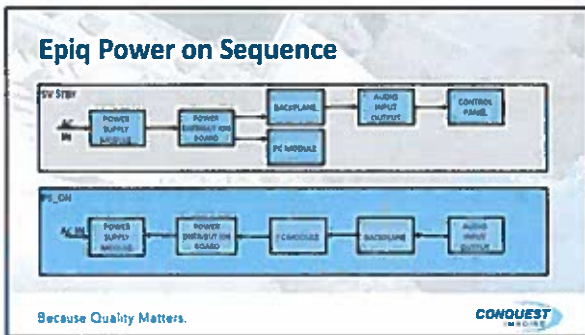 Epiq Power on Sequence
5V STBY
AC
IN
POWER
SUPPLY
MODULE
POWER
DISTRIBUTION
BOARD
BACKPLANE
PC MODULE
AUDIO
INPUT
OUTPUT
CONTROL
PANEL
PS_ON
AC IN
POWER
SUPPLY
MODULE
POWER
DISTRIBUTION
BOARD
PC MODULE
BACKPLANE
AUDIO
INPUT
OUTPUT
Because Quality Matters.
CONQUEST
IMAGING